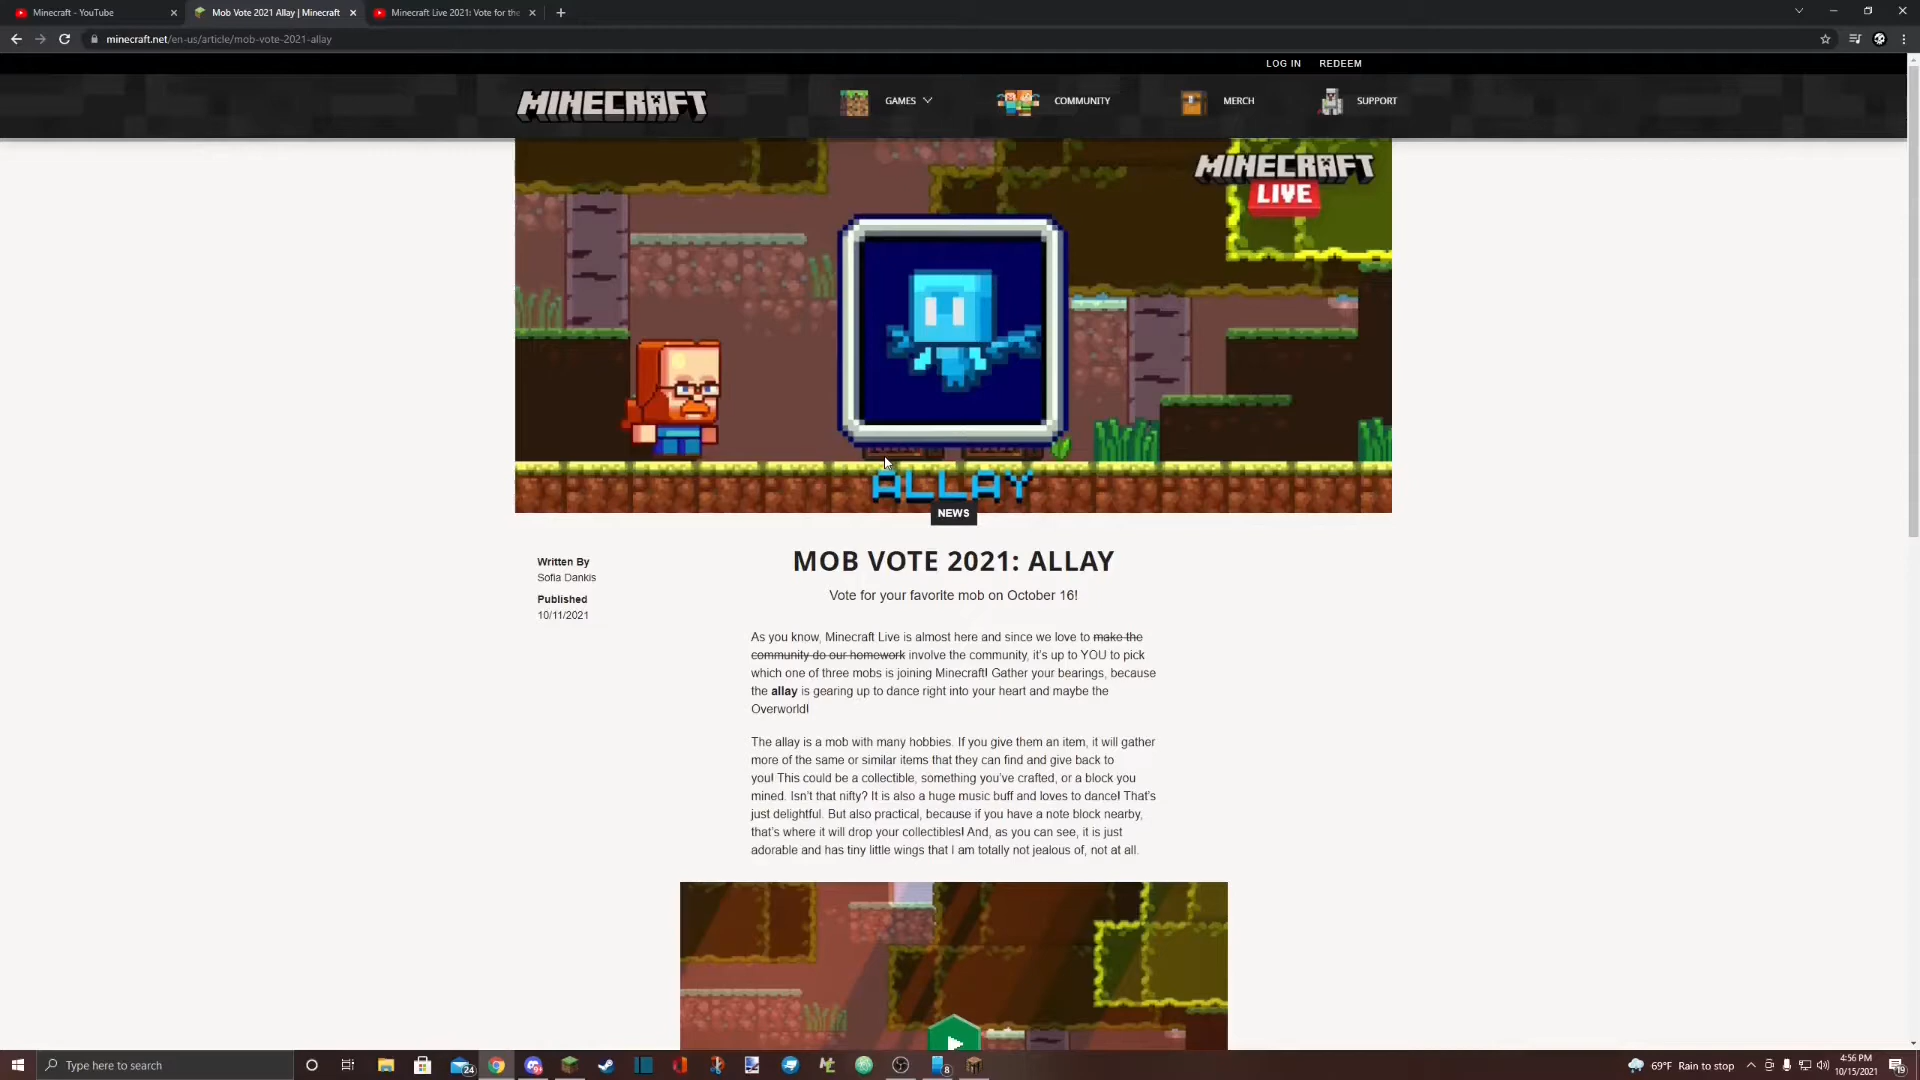 Minecraft - YouTube
Mob Vote 2021 Allay | Minecraft
Minecraft Live 2021: Vote for the
minecraft.net/en-us/article/mob-vote-2021-allay
LOG IN REDEEM
MINECRAFT
GAMES COMMUNITY MERCH SUPPORT
MINECRAFT
LIVE
ALLAY
NEWS
Written By
Sofia Dankis
Published
10/11/2021
MOB VOTE 2021: ALLAY
Vote for your favorite mob on October 16!
As you know, Minecraft Live is almost here and since we love to make the
community do our homework involve the community, it's up to YOU to pick
which one of three mobs is joining Minecraft! Gather your bearings, because
the allay is gearing up to dance right into your heart and maybe the
Overworld!
The allay is a mob with many hobbies. If you give them an item, it will gather
more of the same or similar items that they can find and give back to
you! This could be a collectible, something you've crafted, or a block you
mined. Isn't that nifty? It is also a huge music buff and loves to dance! That's
just delightful. But also practical, because if you have a note block nearby,
that's where it will drop your collectibles! And, as you can see, it is just
adorable and has tiny little wings that I am totally not jealous of, not at all.
Type here to search
24
8
69°F Rain to stop
4:56 PM
10/15/2021
19